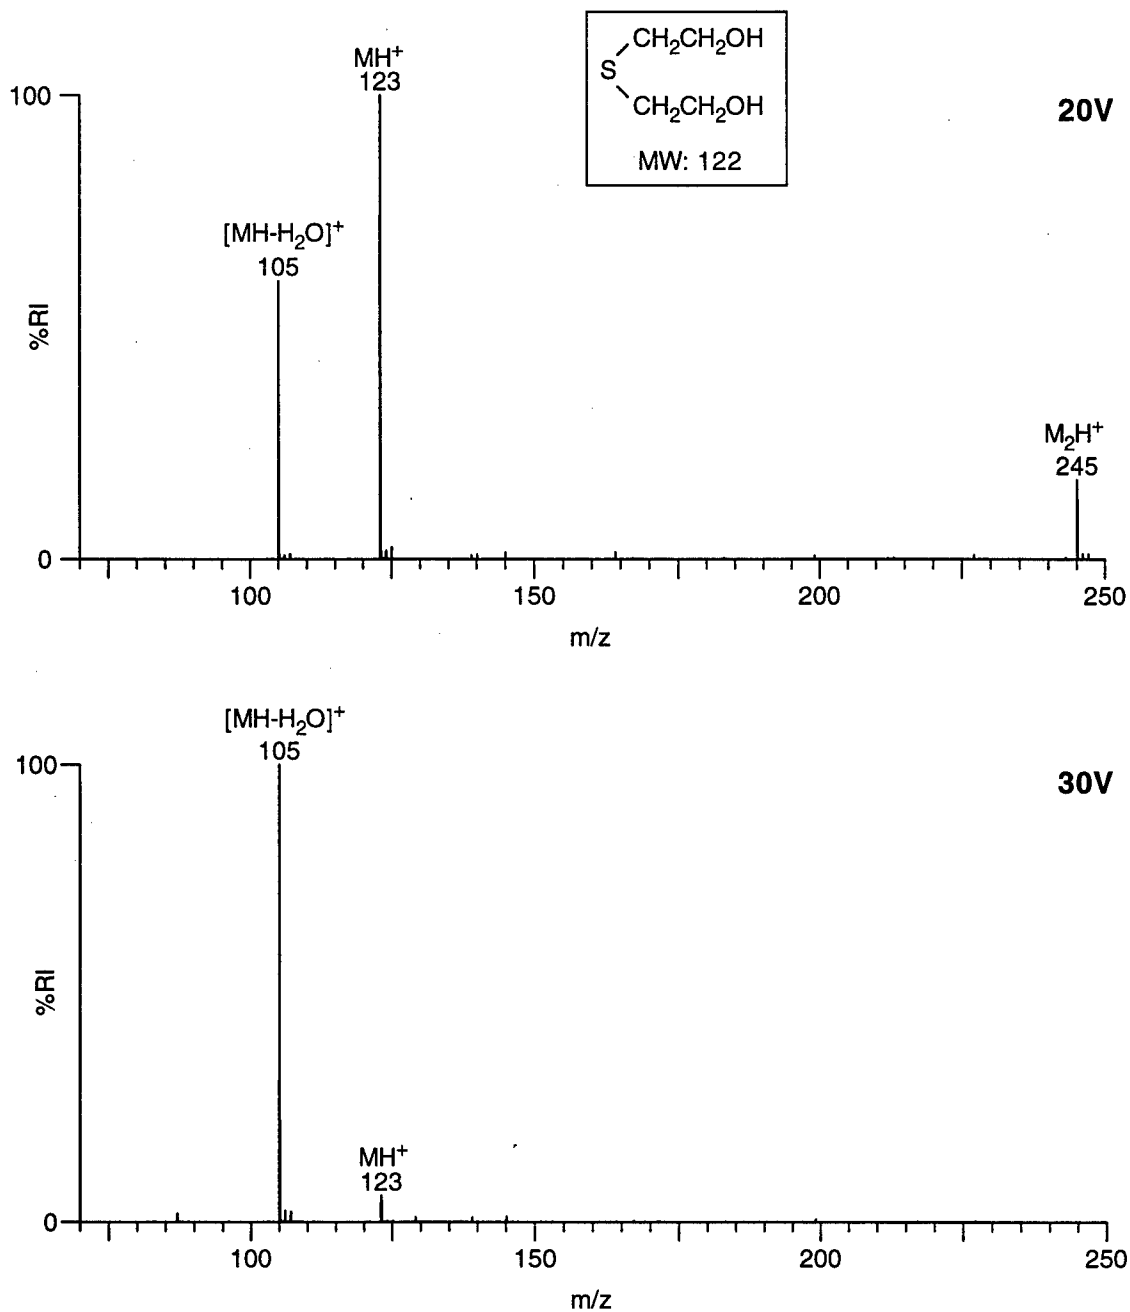 CH₂CH₂OH
S
CH₂CH₂OH
MW: 122
20V
MH⁺
123
100
[MH-H₂O]⁺
105
%RI
M₂H⁺
245
0
100
150
200
250
m/z
[MH-H₂O]⁺
105
100
30V
%RI
MH⁺
123
0
100
150
200
250
m/z